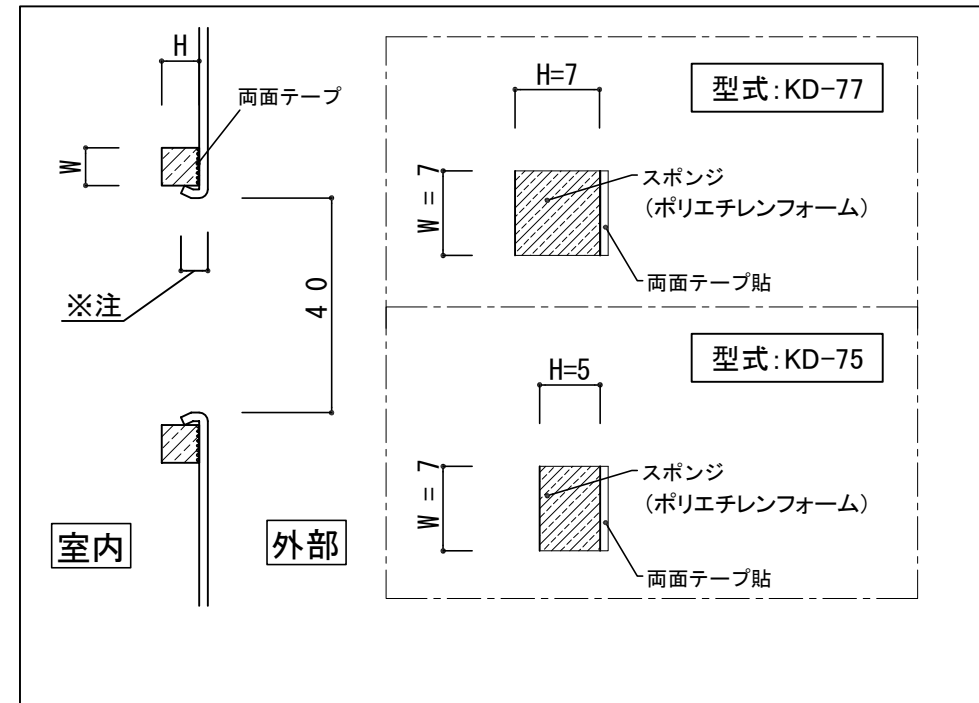 H
両面テープ
W
※注
40
室内
外部
H=7
型式:KD-77
W=7
スポンジ
(ポリエチレンフォーム)
両面テープ貼
H=5
型式:KD-75
W=7
スポンジ
(ポリエチレンフォーム)
両面テープ貼